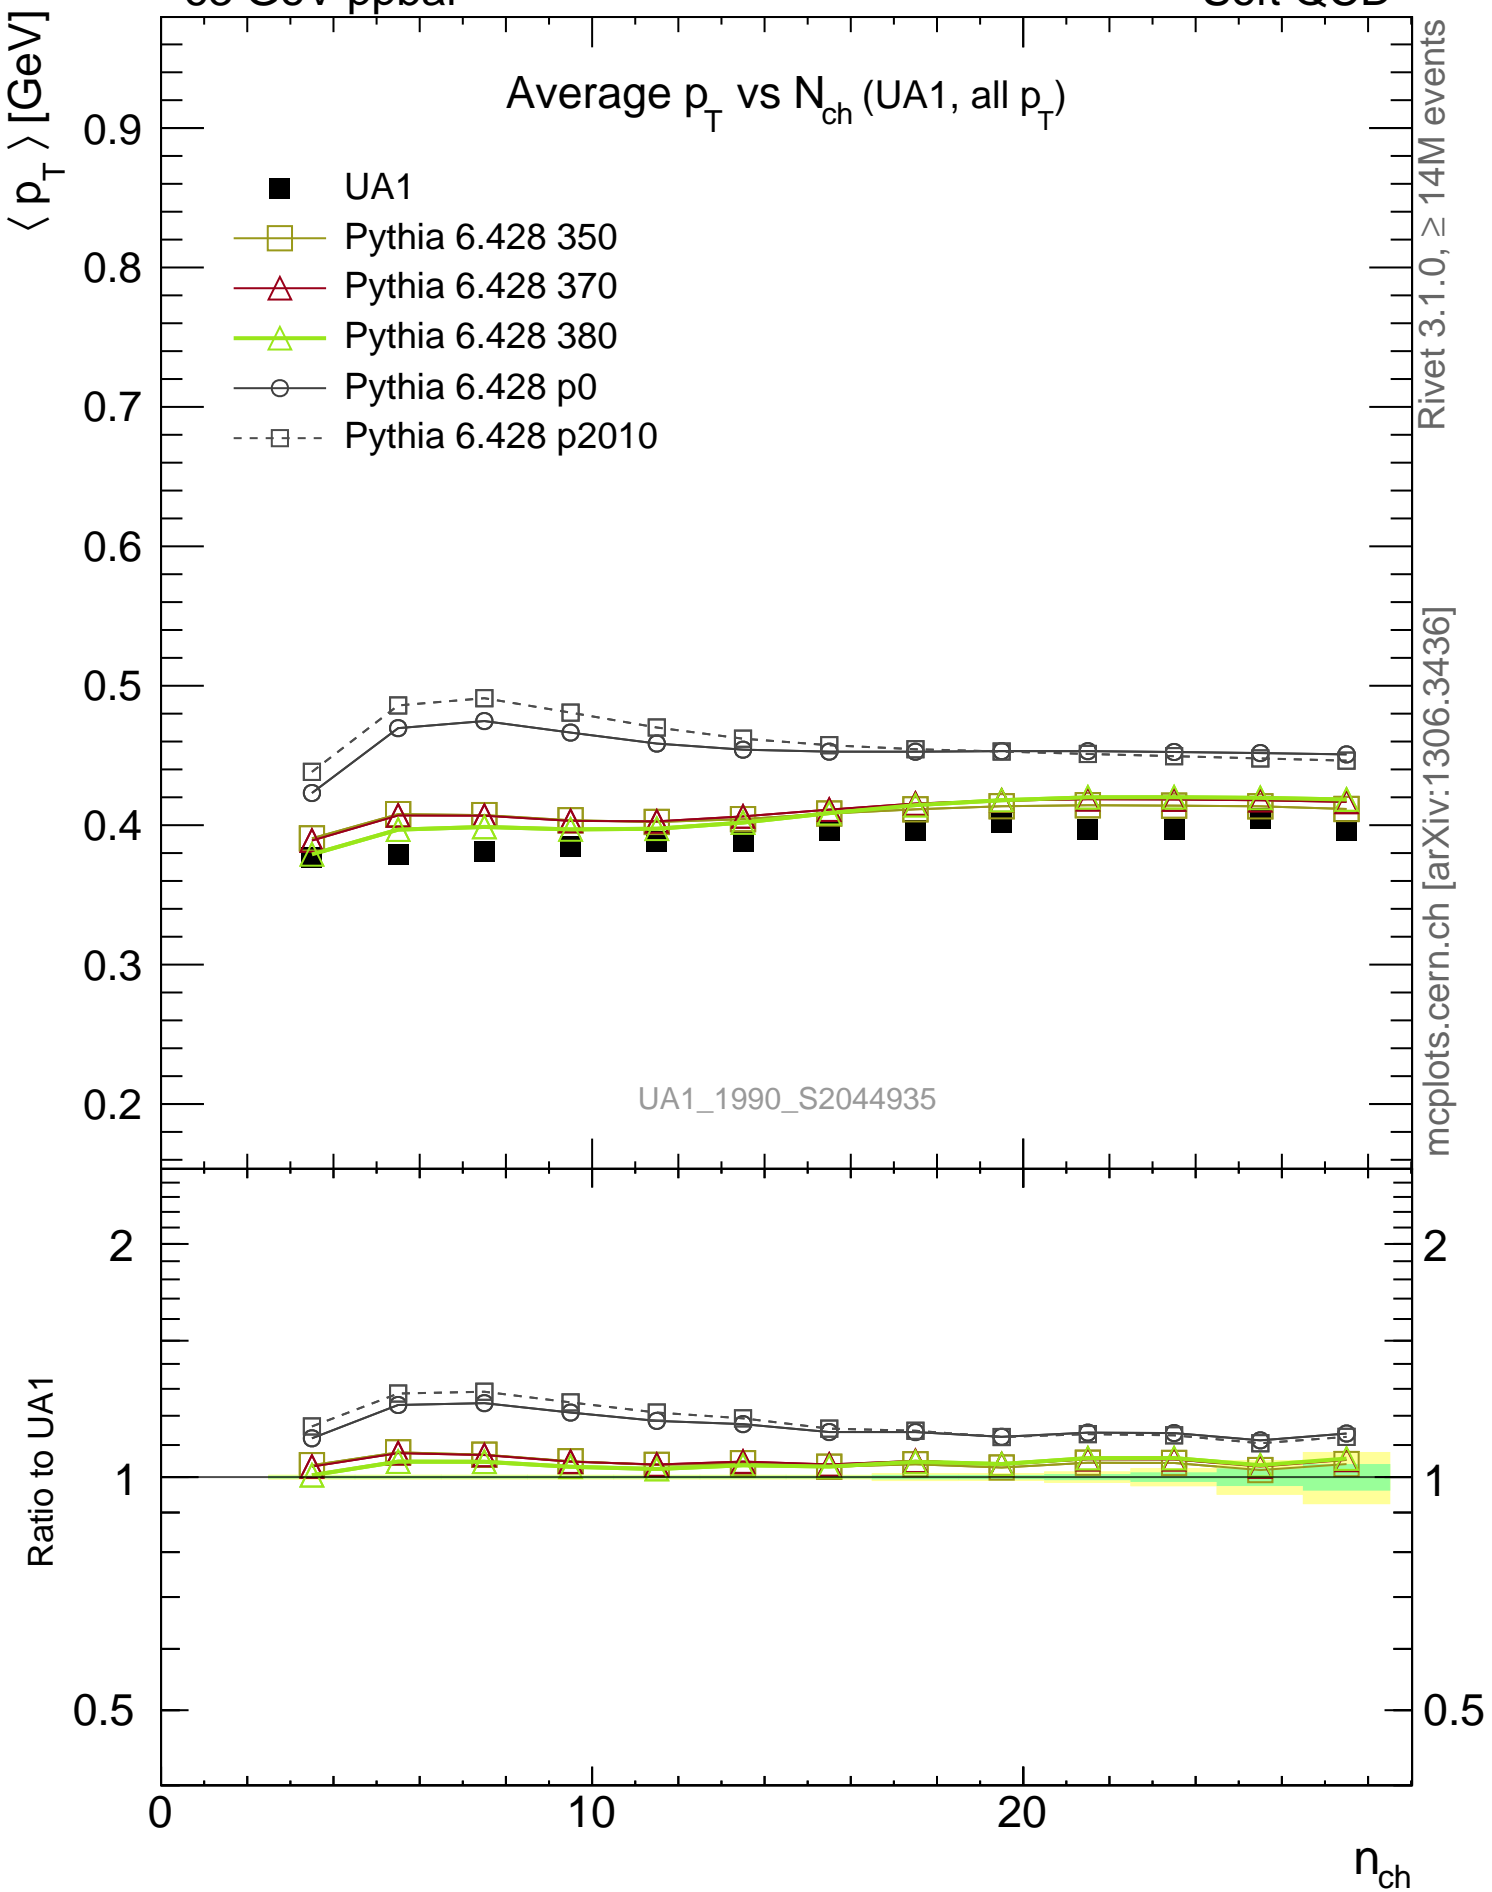 Average p_T vs N_ch (UA1, all p_T)
⟨ p_T ⟩ [GeV]
UA1
Pythia 6.428 350
Pythia 6.428 370
Pythia 6.428 380
Pythia 6.428 p0
Pythia 6.428 p2010
0.9
0.8
0.7
0.6
0.5
0.4
0.3
0.2
UA1_1990_S2044935
Rivet 3.1.0, ≥ 14M events
mcplots.cern.ch [arXiv:1306.3436]
Ratio to UA1
2
1
0.5
2
1
0.5
0
10
20
n_ch